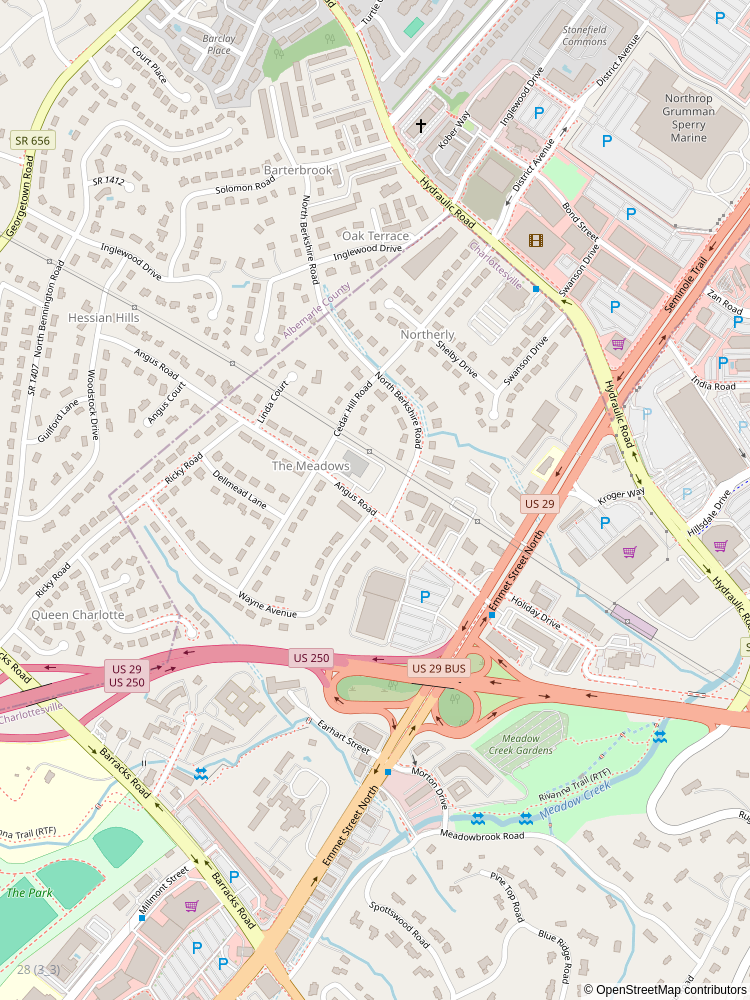 Turtle C
Barclay
Place
Stonefield
Commons
Court Place
District Avenue
Inglewood Drive
Northrop
Grumman
Sperry
Marine
Kober Way
SR 656
Georgetown Road
Barterbrook
District Avenue
SR 1412
Solomon Road
Hydraulic Road
North Berkshire Road
Bond Street
Oak Terrace
Inglewood Drive
Inglewood Drive
Charlottesville
Albemarle County
Swanson Drive
Seminole Trail
Zan Road
SR 1407
North Bennington Road
Hessian Hills
Northerly
Angus Road
Shelby Drive
Swanson Drive
India Road
Woodstock Drive
Angus Court
Linda Court
Cedar Hill Road
North Berkshire Road
Hydraulic Road
Guilford Lane
Ricky Road
The Meadows
Dellmead Lane
Angus Road
US 29
Kroger Way
Hillsdale Drive
Emmet Street North
Ricky Road
Queen Charlotte
Wayne Avenue
Holiday Drive
Hydraulic Roa
US 250
US 29 BUS
US 29
US 250
cks Road
Charlottesville
Earhart Street
Meadow
Creek Gardens
Barracks Road
Morton Drive
Rivanna Trail (RTF)
Meadow Creek
Emmet Street North
nna Trail (RTF)
Meadowbrook Road
Rug
The Park
Millmont Street
Barracks Road
Pine Top Road
Spottswood Road
Blue Ridge Road
Road
28 (3_3)
© OpenStreetMap contributors